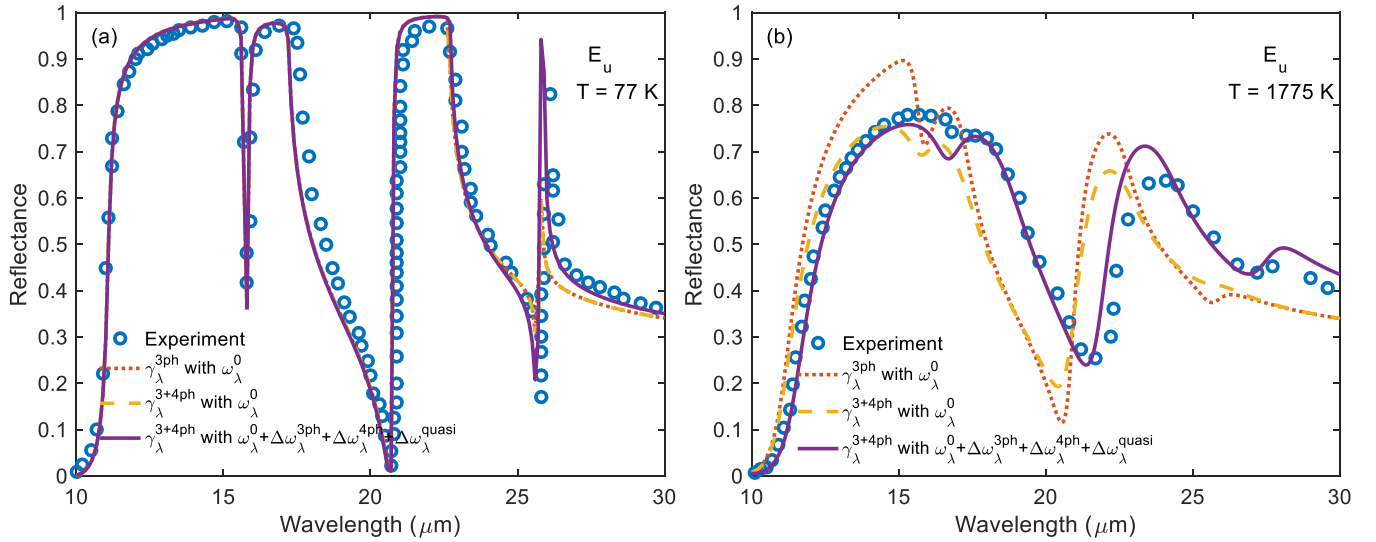 (a)
E_u
T = 77 K
Reflectance
1
0.9
0.8
0.7
0.6
0.5
0.4
0.3
0.2
0.1
0
Experiment
γ_λ^{3ph} with ω_λ^0
γ_λ^{3+4ph} with ω_λ^0
γ_λ^{3+4ph} with ω_λ^0+Δω_λ^{3ph}+Δω_λ^{4ph}+Δω_λ^{quasi}
10 15 20 25 30
Wavelength (μm)
(b)
E_u
T = 1775 K
Reflectance
1
0.9
0.8
0.7
0.6
0.5
0.4
0.3
0.2
0.1
0
Experiment
γ_λ^{3ph} with ω_λ^0
γ_λ^{3+4ph} with ω_λ^0
γ_λ^{3+4ph} with ω_λ^0+Δω_λ^{3ph}+Δω_λ^{4ph}+Δω_λ^{quasi}
10 15 20 25 30
Wavelength (μm)